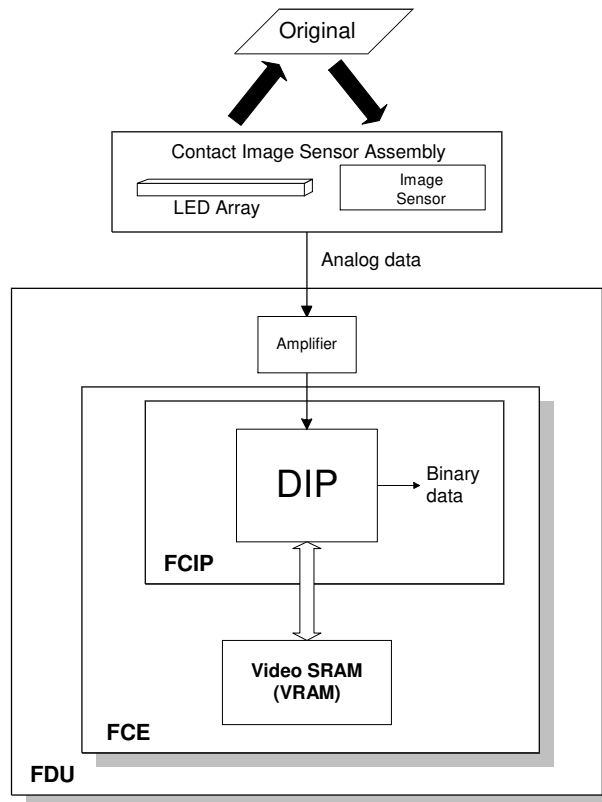 Original
Contact Image Sensor Assembly
LED Array
Image
Sensor
Analog data
Amplifier
DIP
Binary
data
FCIP
Video SRAM
(VRAM)
FCE
FDU